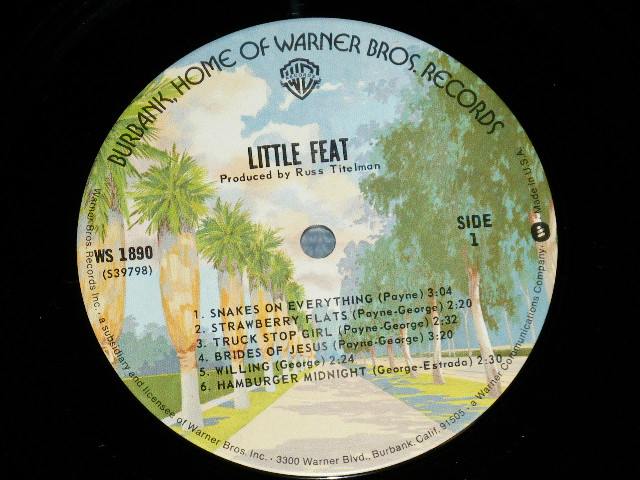 BURBANK, HOME OF WARNER BROS. RECORDS
LITTLE FEAT
Produced by Russ Titelman
WS 1890
(S39798)
SIDE
1
1. SNAKES ON EVERYTHING (Payne) 3:04
2. STRAWBERRY FLATS (Payne-George) 2:20
3. TRUCK STOP GIRL (Payne-George) 2:32
4. BRIDES OF JESUS (Payne-George) 3:20
5. WILLING (George) 2:24
6. HAMBURGER MIDNIGHT (George-Estrada) 2:30
Warner Bros. Records Inc. · a subsidiary and licensee of Warner Bros. Inc. · 3300 Warner Blvd., Burbank, Calif. 91505 · a Warner Communications Company · Made in U.S.A.